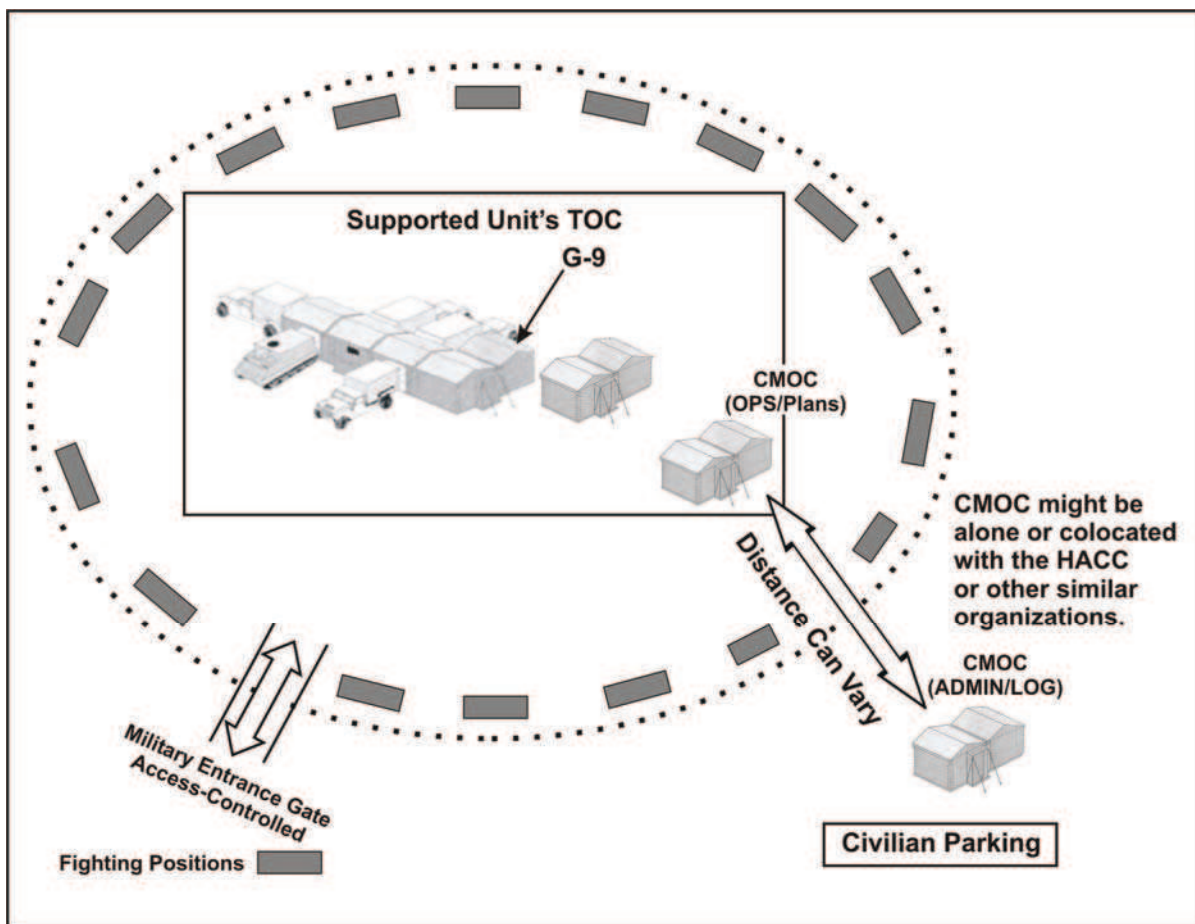 Supported Unit's TOC
G-9
CMOC
(OPS/Plans)
CMOC might be
alone or colocated
with the HACC
or other similar
organizations.
Distance Can Vary
CMOC
(ADMIN/LOG)
Military Entrance Gate
Access-Controlled
Civilian Parking
Fighting Positions